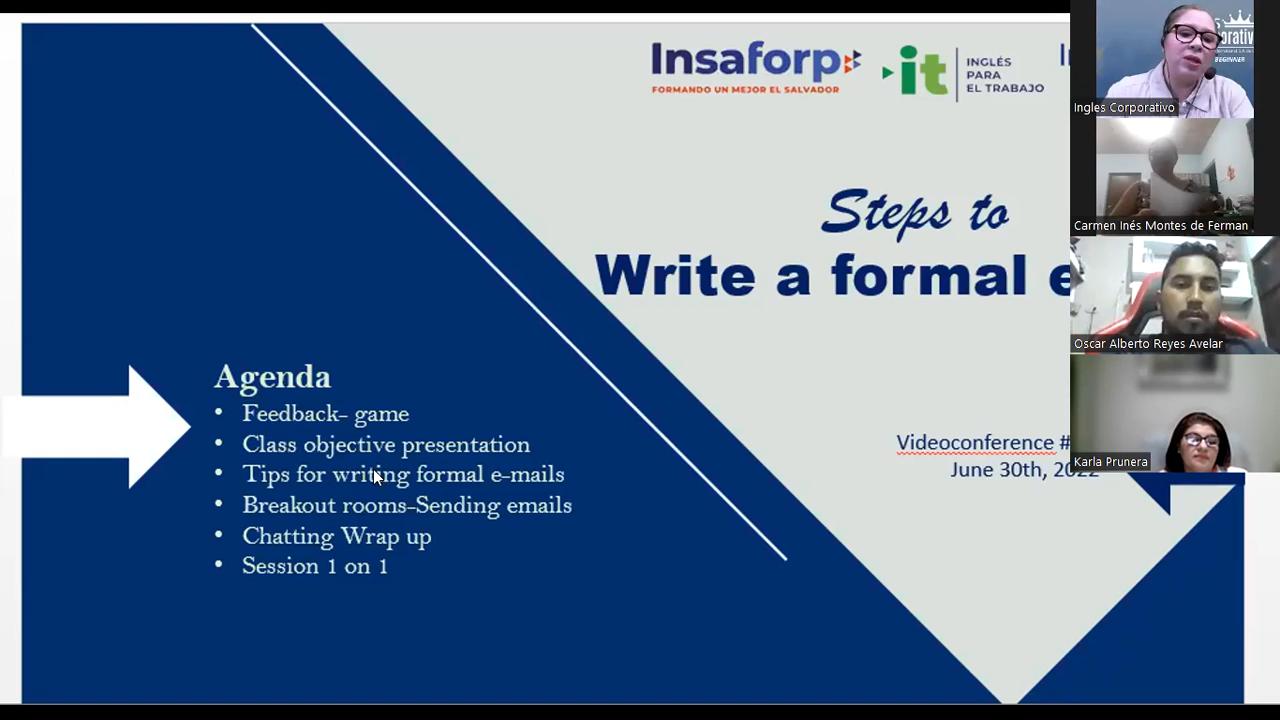 Insaforp
FORMANDO UN MEJOR EL SALVADOR
it
INGLÉS
PARA
EL TRABAJO
Steps to
Write a formal e
Videoconference #
June 30th, 2022
Agenda
• Feedback- game
• Class objective presentation
• Tips for writing formal e-mails
• Breakout rooms-Sending emails
• Chatting Wrap up
• Session 1 on 1
BEGINNER
Ingles Corporativo
Carmen Inés Montes de Ferman
Oscar Alberto Reyes Avelar
Karla Prunera